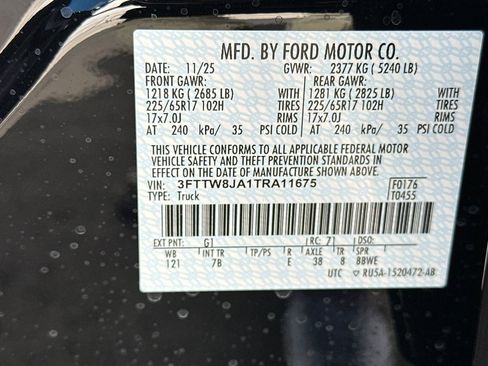 MFD. BY FORD MOTOR CO.
11/25 GVWR: 2377 KG ( 5240 LB)
FRONT GAWR: REAR GAWR:
1218 KG ( 2685 LB) WITH 1281 KG ( 2825 LB) WITH
225/65R17 102H TIRES 225/65R17 102H TIRES
17x7.0J RIMS 17x7.0J RIMS
AT 240 kPa/ 35 PSI COLD AT 240 kPa/ 35 PSI COLD
THIS VEHICLE CONFORMS TO ALL APPLICABLE FEDERAL MOTOR
VEHICLE SAFETY AND THEFT PREVENTION STANDARDS IN
EFFECT ON THE DATE OF MANUFACTURE SHOWN ABOVE.
VIN: 3FTTW8JA1TRA11675 F0176
TYPE: Truck T0455
EXT PNT: G1 RC: 71 DSO:
WB INT TR TP/PS R AXLE TR SPR
121 7B E 38 8 BBWE
UTC RU5A-1520472-AB